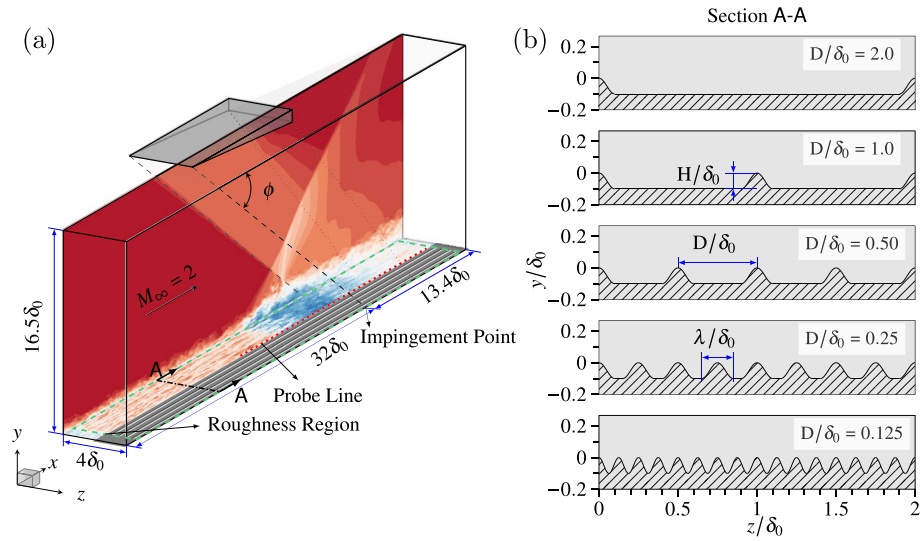 (a)
ϕ
M∞ = 2
16.5δ0
13.4δ0
Impingement Point
32δ0
A
A
Probe Line
Roughness Region
4δ0
y
x
z
Section A-A
(b)
0.2
0
−0.2
D/δ0 = 2.0
0.2
0
−0.2
D/δ0 = 1.0
H/δ0
0.2
0
−0.2
D/δ0 = 0.50
D/δ0
y/δ0
0.2
0
−0.2
D/δ0 = 0.25
λ/δ0
0.2
0
−0.2
D/δ0 = 0.125
0 0.5 1.0 1.5 2
z/δ0